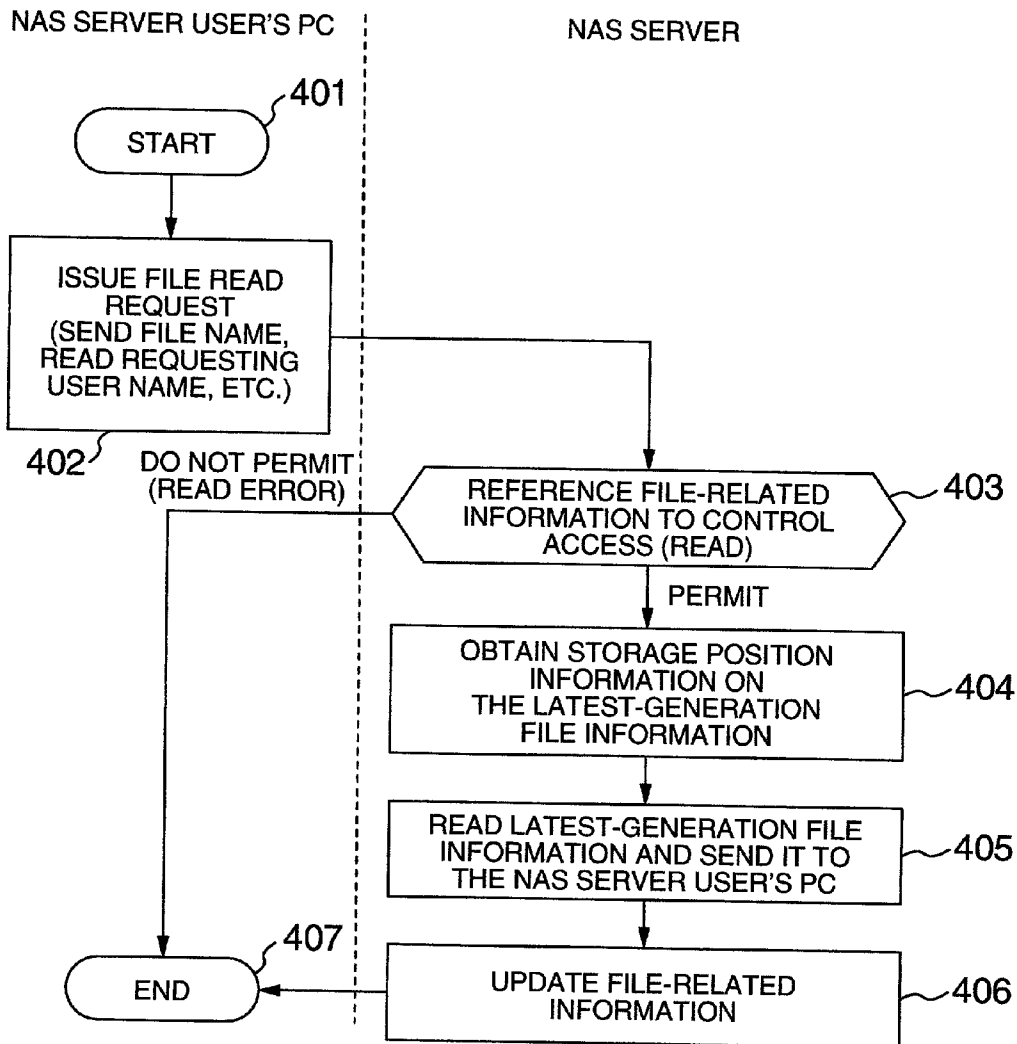 NAS SERVER USER'S PC
NAS SERVER
401
START
ISSUE FILE READ
REQUEST
(SEND FILE NAME,
READ REQUESTING
USER NAME, ETC.)
402
DO NOT PERMIT
(READ ERROR)
REFERENCE FILE-RELATED
INFORMATION TO CONTROL
ACCESS (READ)
403
PERMIT
OBTAIN STORAGE POSITION
INFORMATION ON
THE LATEST-GENERATION
FILE INFORMATION
404
READ LATEST-GENERATION FILE
INFORMATION AND SEND IT TO
THE NAS SERVER USER'S PC
405
407
END
UPDATE FILE-RELATED
INFORMATION
406